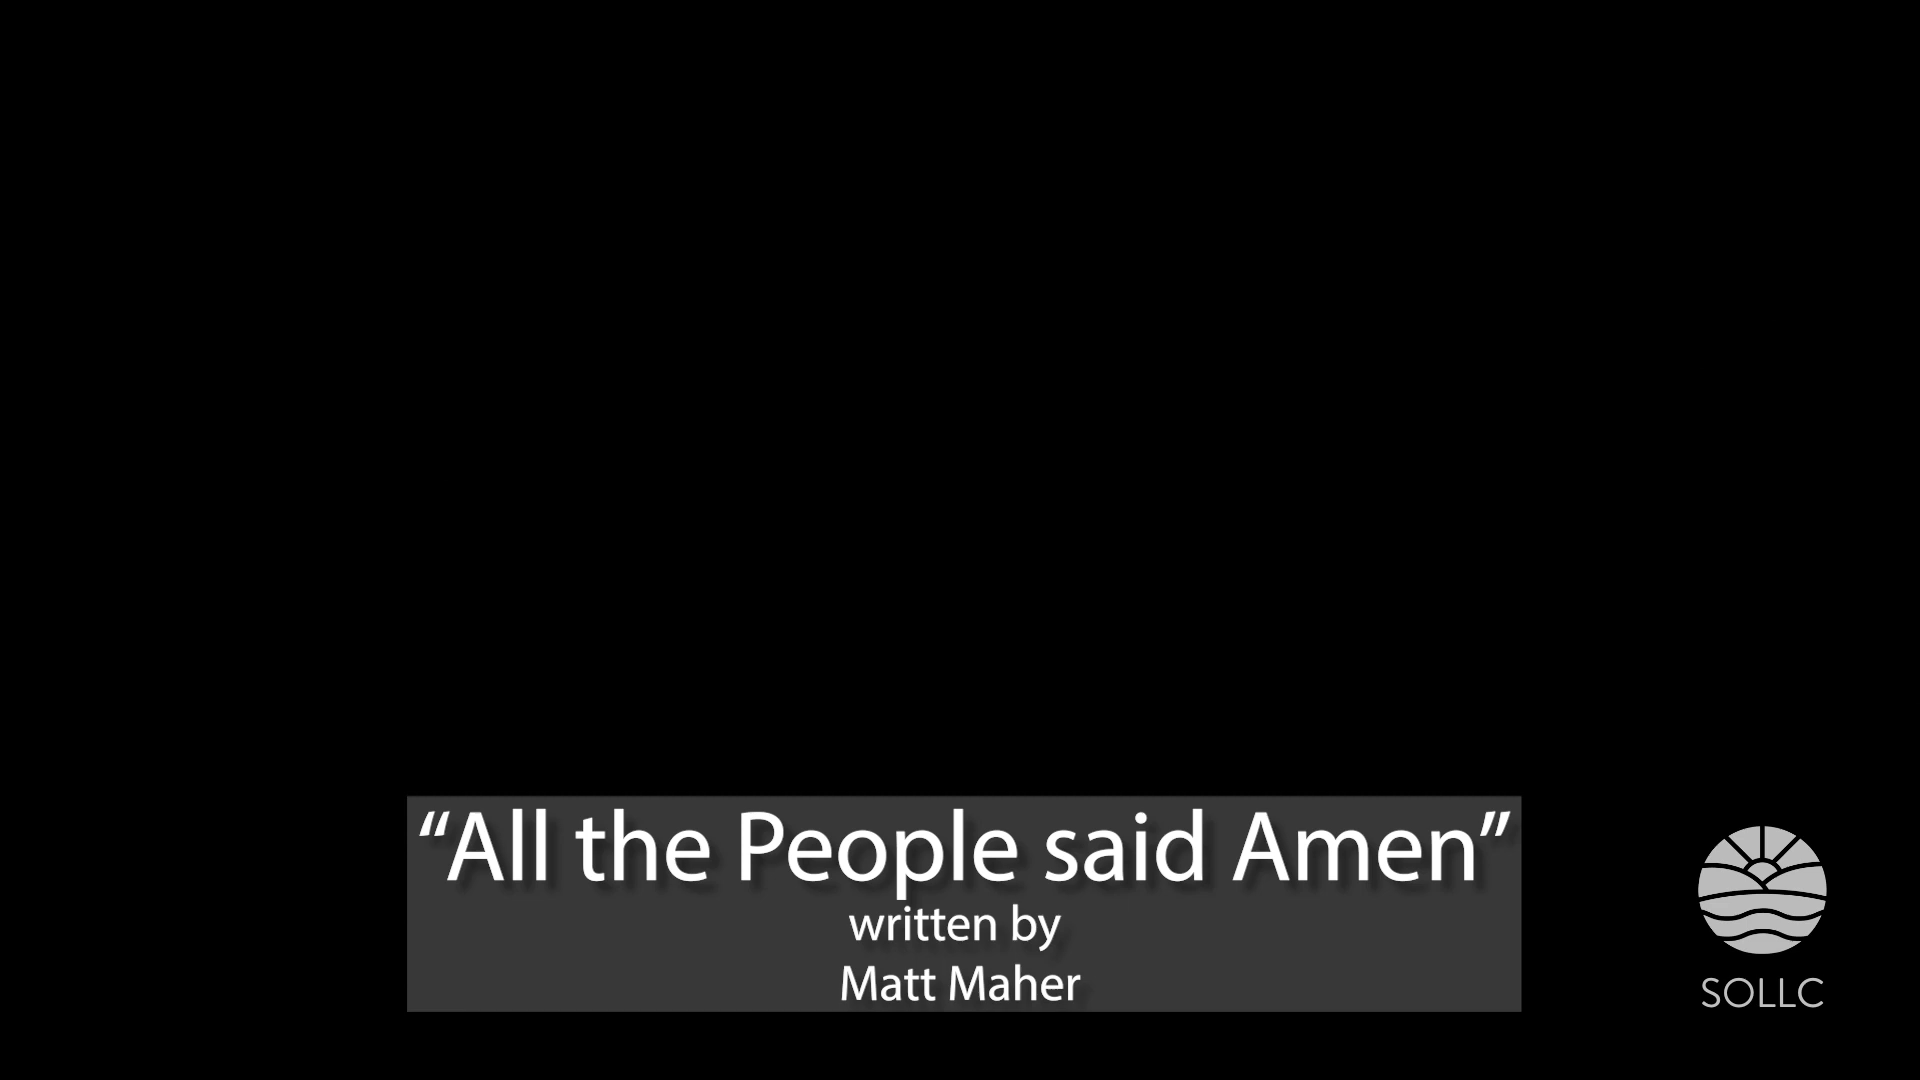 “All the People said Amen”
written by
Matt Maher
SOLLC